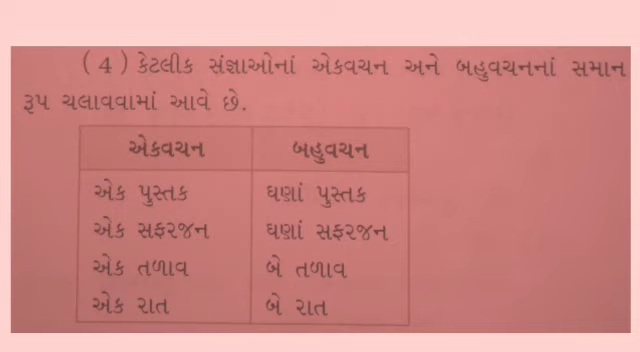 (4) કેટલીક સંજ્ઞાઓનાં એકવચન અને બહુવચનનાં સમાન
રૂપ ચલાવવામાં આવે છે.
એકવચન બહુવચન
એક પુસ્તક ઘણાં પુસ્તક
એક સફરજન ઘણાં સફરજન
એક તળાવ બે તળાવ
એક રાત બે રાત